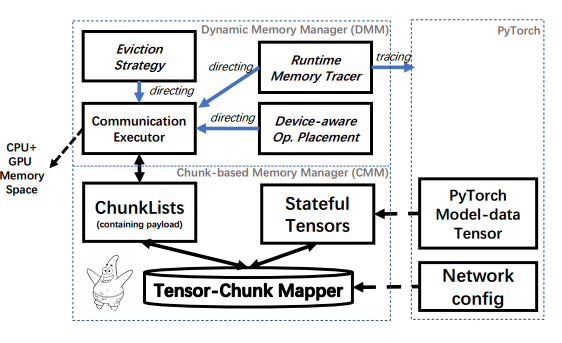 Dynamic Memory Manager (DMM)
PyTorch
Eviction
Strategy
directing
Runtime
Memory Tracer
tracing
directing
Communication
Executor
directing
Device-aware
Op. Placement
CPU+
GPU
Memory
Space
Chunk-based Memory Manager (CMM)
ChunkLists
(containing payload)
Stateful
Tensors
PyTorch
Model-data
Tensor
Tensor-Chunk Mapper
Network
config